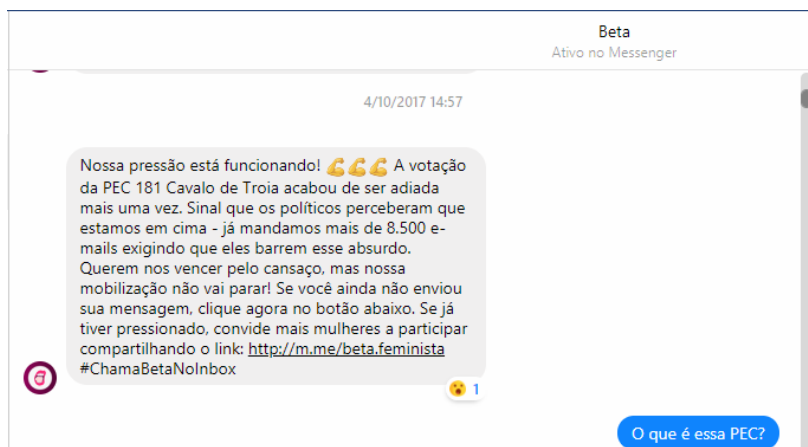 Beta
Ativo no Messenger
4/10/2017 14:57
Nossa pressão está funcionando! 💪💪💪 A votação
da PEC 181 Cavalo de Troia acabou de ser adiada
mais uma vez. Sinal que os políticos perceberam que
estamos em cima - já mandamos mais de 8.500 e-
mails exigindo que eles barrem esse absurdo.
Querem nos vencer pelo cansaço, mas nossa
mobilização não vai parar! Se você ainda não enviou
sua mensagem, clique agora no botão abaixo. Se já
tiver pressionado, convide mais mulheres a participar
compartilhando o link: http://m.me/beta.feminista
#ChamaBetaNoInbox
😮 1
O que é essa PEC?